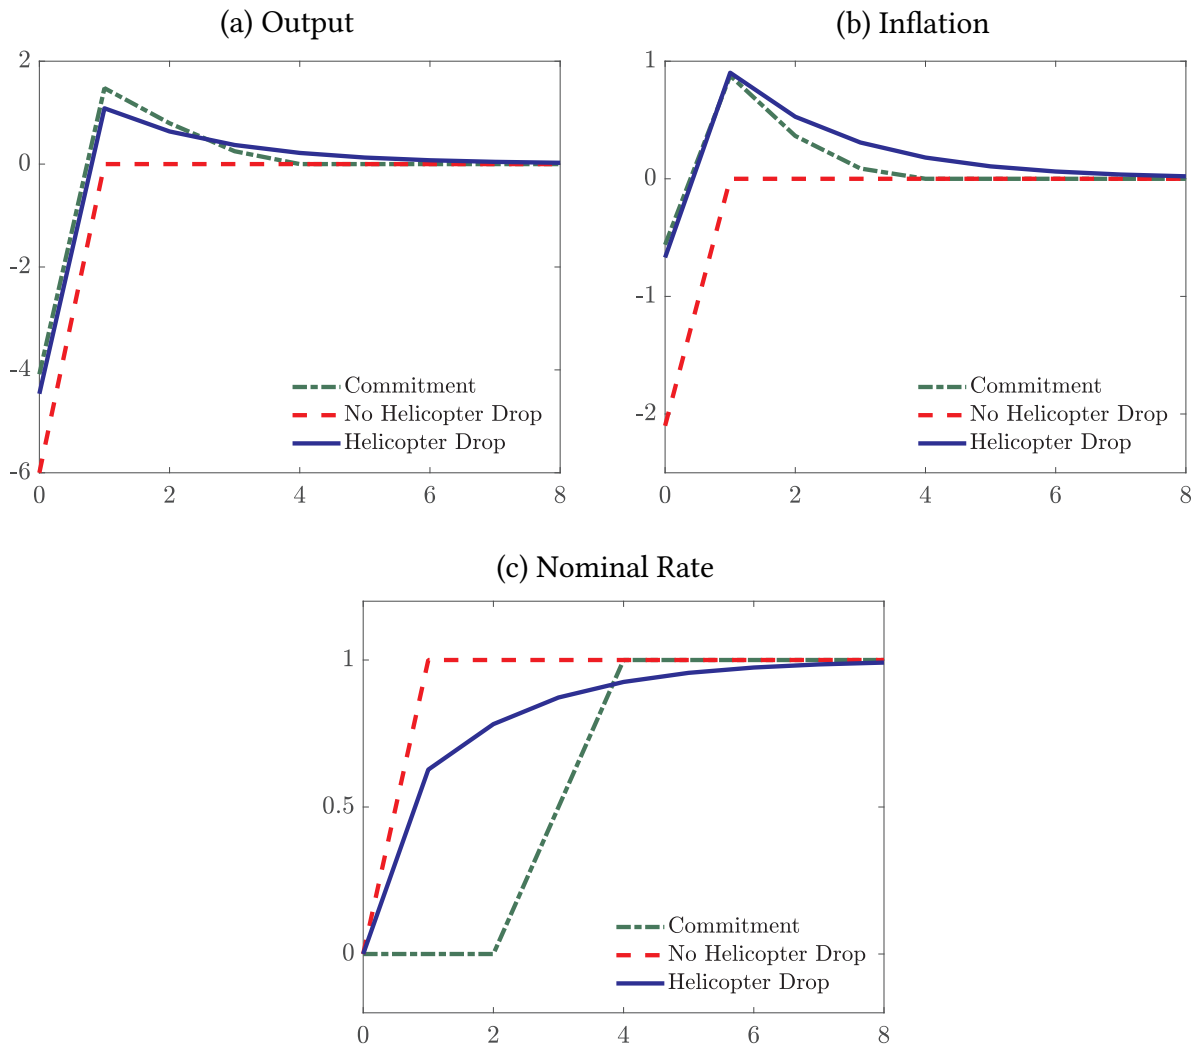 (a) Output
(b) Inflation
2
0
-2
-4
-6
0 2 4 6 8
Commitment
No Helicopter Drop
Helicopter Drop
1
0
-1
-2
0 2 4 6 8
Commitment
No Helicopter Drop
Helicopter Drop
(c) Nominal Rate
1
0.5
0
0 2 4 6 8
Commitment
No Helicopter Drop
Helicopter Drop